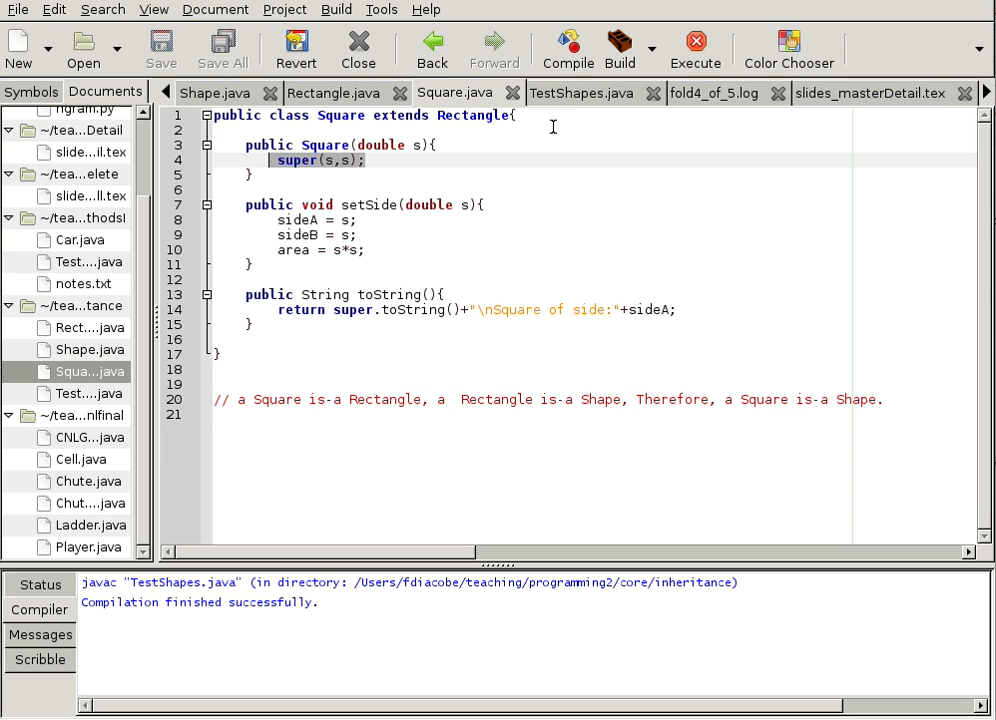 File Edit Search View Document Project Build Tools Help
New Open Save Save All Revert Close Back Forward Compile Build Execute Color Chooser
Symbols Documents Shape.java Rectangle.java Square.java TestShapes.java fold4_of_5.log slides_masterDetail.tex
ngram.py
~/tea...Detail
slide...il.tex
~/tea...elete
slide...ll.tex
~/tea...thodsI
Car.java
Test....java
notes.txt
~/tea...tance
Rect....java
Shape.java
Squa...java
Test....java
~/tea...nlfinal
CNLG...java
Cell.java
Chute.java
Chut....java
Ladder.java
Player.java
1 public class Square extends Rectangle{
2
3 public Square(double s){
4 super(s,s);
5 }
6
7 public void setSide(double s){
8 sideA = s;
9 sideB = s;
10 area = s*s;
11 }
12
13 public String toString(){
14 return super.toString()+"\nSquare of side:"+sideA;
15 }
16
17 }
18
19
20 // a Square is-a Rectangle, a  Rectangle is-a Shape, Therefore, a Square is-a Shape.
21
Status
Compiler
Messages
Scribble
javac "TestShapes.java" (in directory: /Users/fdiacobe/teaching/programming2/core/inheritance)
Compilation finished successfully.